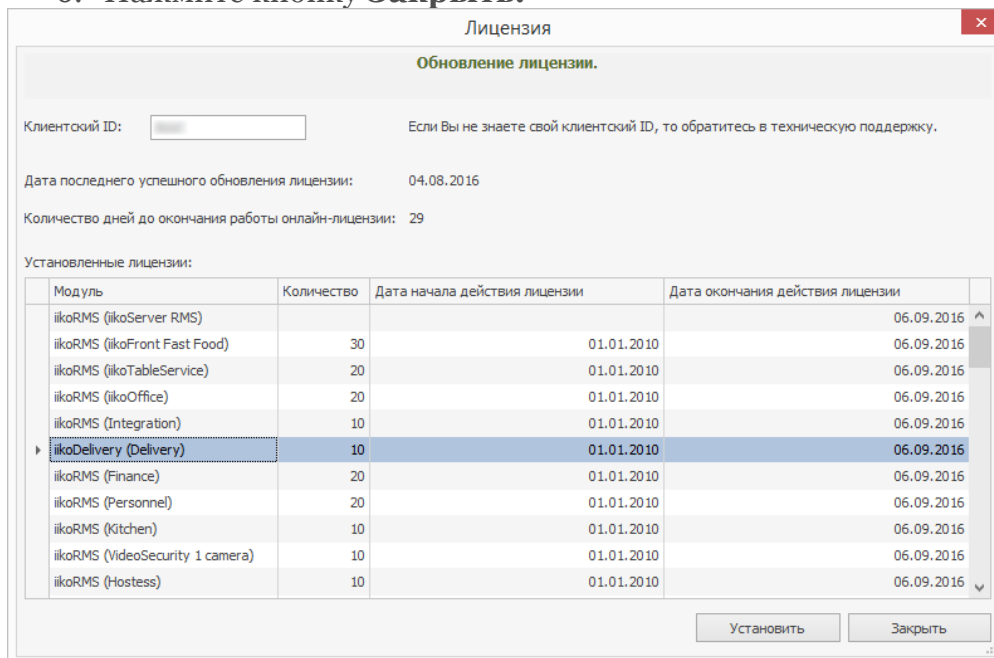 Нажмите кнопку Закрыть.
Лицензия
Обновление лицензии.
Клиентский ID: Если Вы не знаете свой клиентский ID, то обратитесь в техническую поддержку.
Дата последнего успешного обновления лицензии: 04.08.2016
Количество дней до окончания работы онлайн-лицензии: 29
Установленные лицензии:
Модуль Количество Дата начала действия лицензии Дата окончания действия лицензии
iikoRMS (iikoServer RMS) 06.09.2016
iikoRMS (iikoFront Fast Food) 30 01.01.2010 06.09.2016
iikoRMS (iikoTableService) 20 01.01.2010 06.09.2016
iikoRMS (iikoOffice) 20 01.01.2010 06.09.2016
iikoRMS (Integration) 10 01.01.2010 06.09.2016
iikoDelivery (Delivery) 10 01.01.2010 06.09.2016
iikoRMS (Finance) 20 01.01.2010 06.09.2016
iikoRMS (Personnel) 20 01.01.2010 06.09.2016
iikoRMS (Kitchen) 10 01.01.2010 06.09.2016
iikoRMS (VideoSecurity 1 camera) 10 01.01.2010 06.09.2016
iikoRMS (Hostess) 10 01.01.2010 06.09.2016
Установить Закрыть